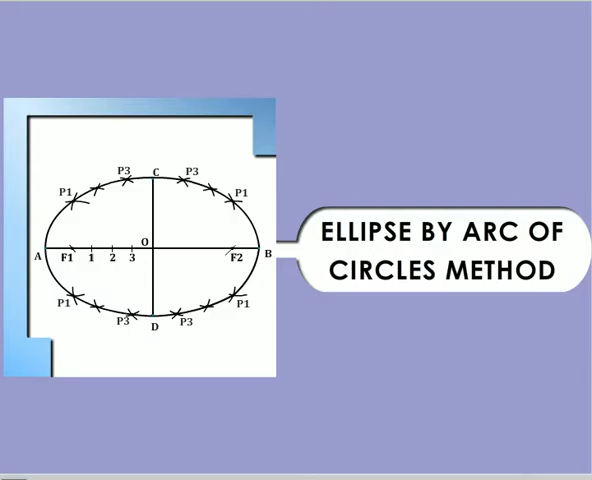 P3 C P3
P1 P1
O
A F1 1 2 3 F2 B
P1 P1
P3 P3
D
ELLIPSE BY ARC OF
CIRCLES METHOD